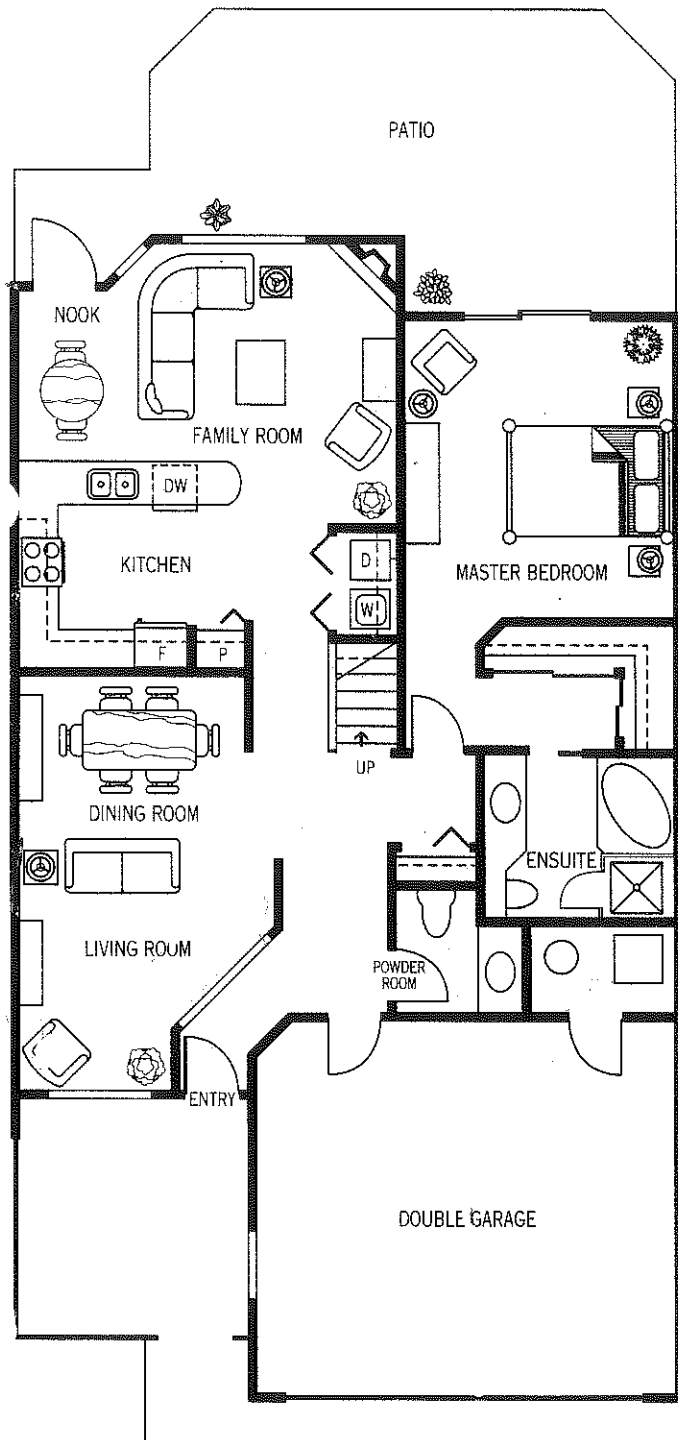 PATIO
NOOK
FAMILY ROOM
DW
KITCHEN
D
W
MASTER BEDROOM
F
P
UP
DINING ROOM
ENSUITE
LIVING ROOM
POWDER
ROOM
ENTRY
DOUBLE GARAGE